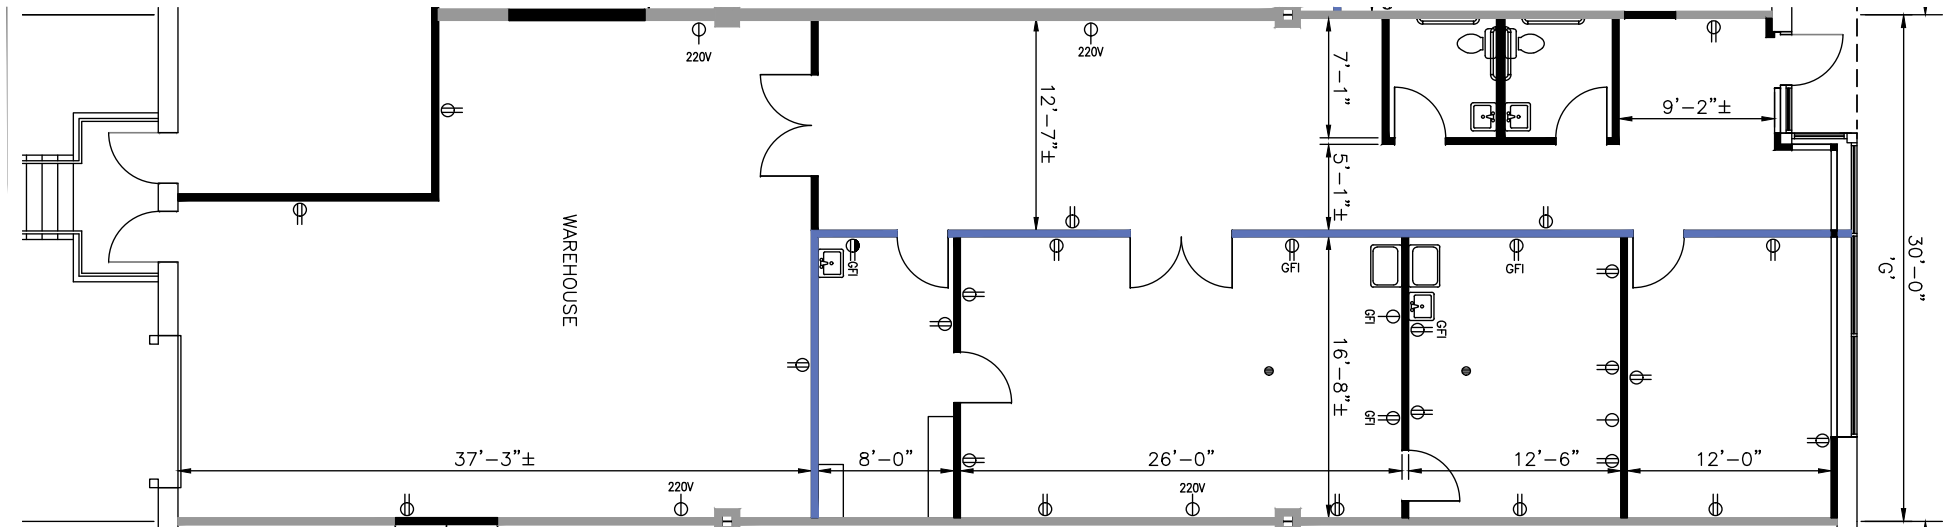 220V
220V
7'-1"
12'-7"±
9'-2"±
5'-1"±
WAREHOUSE
30'-0"
'G'
GFI
GFI
GFI
GFI
GFI
16'-8"±
GFI
37'-3"±
8'-0"
26'-0"
12'-6"
12'-0"
220V
220V